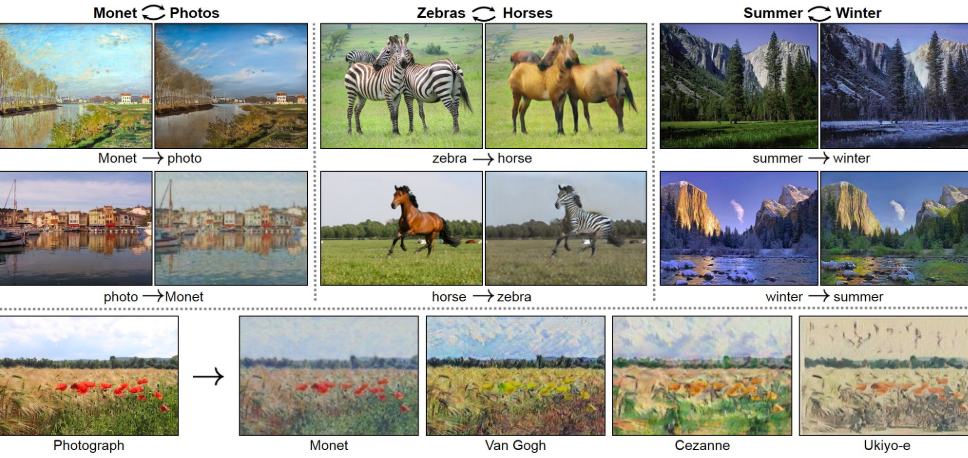 Monet ⇄ Photos
Zebras ⇄ Horses
Summer ⇄ Winter
Monet → photo
zebra → horse
summer → winter
photo → Monet
horse → zebra
winter → summer
Photograph
Monet
Van Gogh
Cezanne
Ukiyo-e